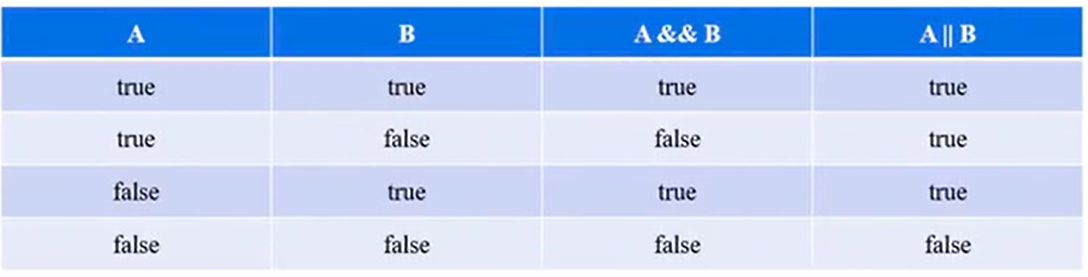 A B A && B A || B
true true true true
true false false true
false true true true
false false false false